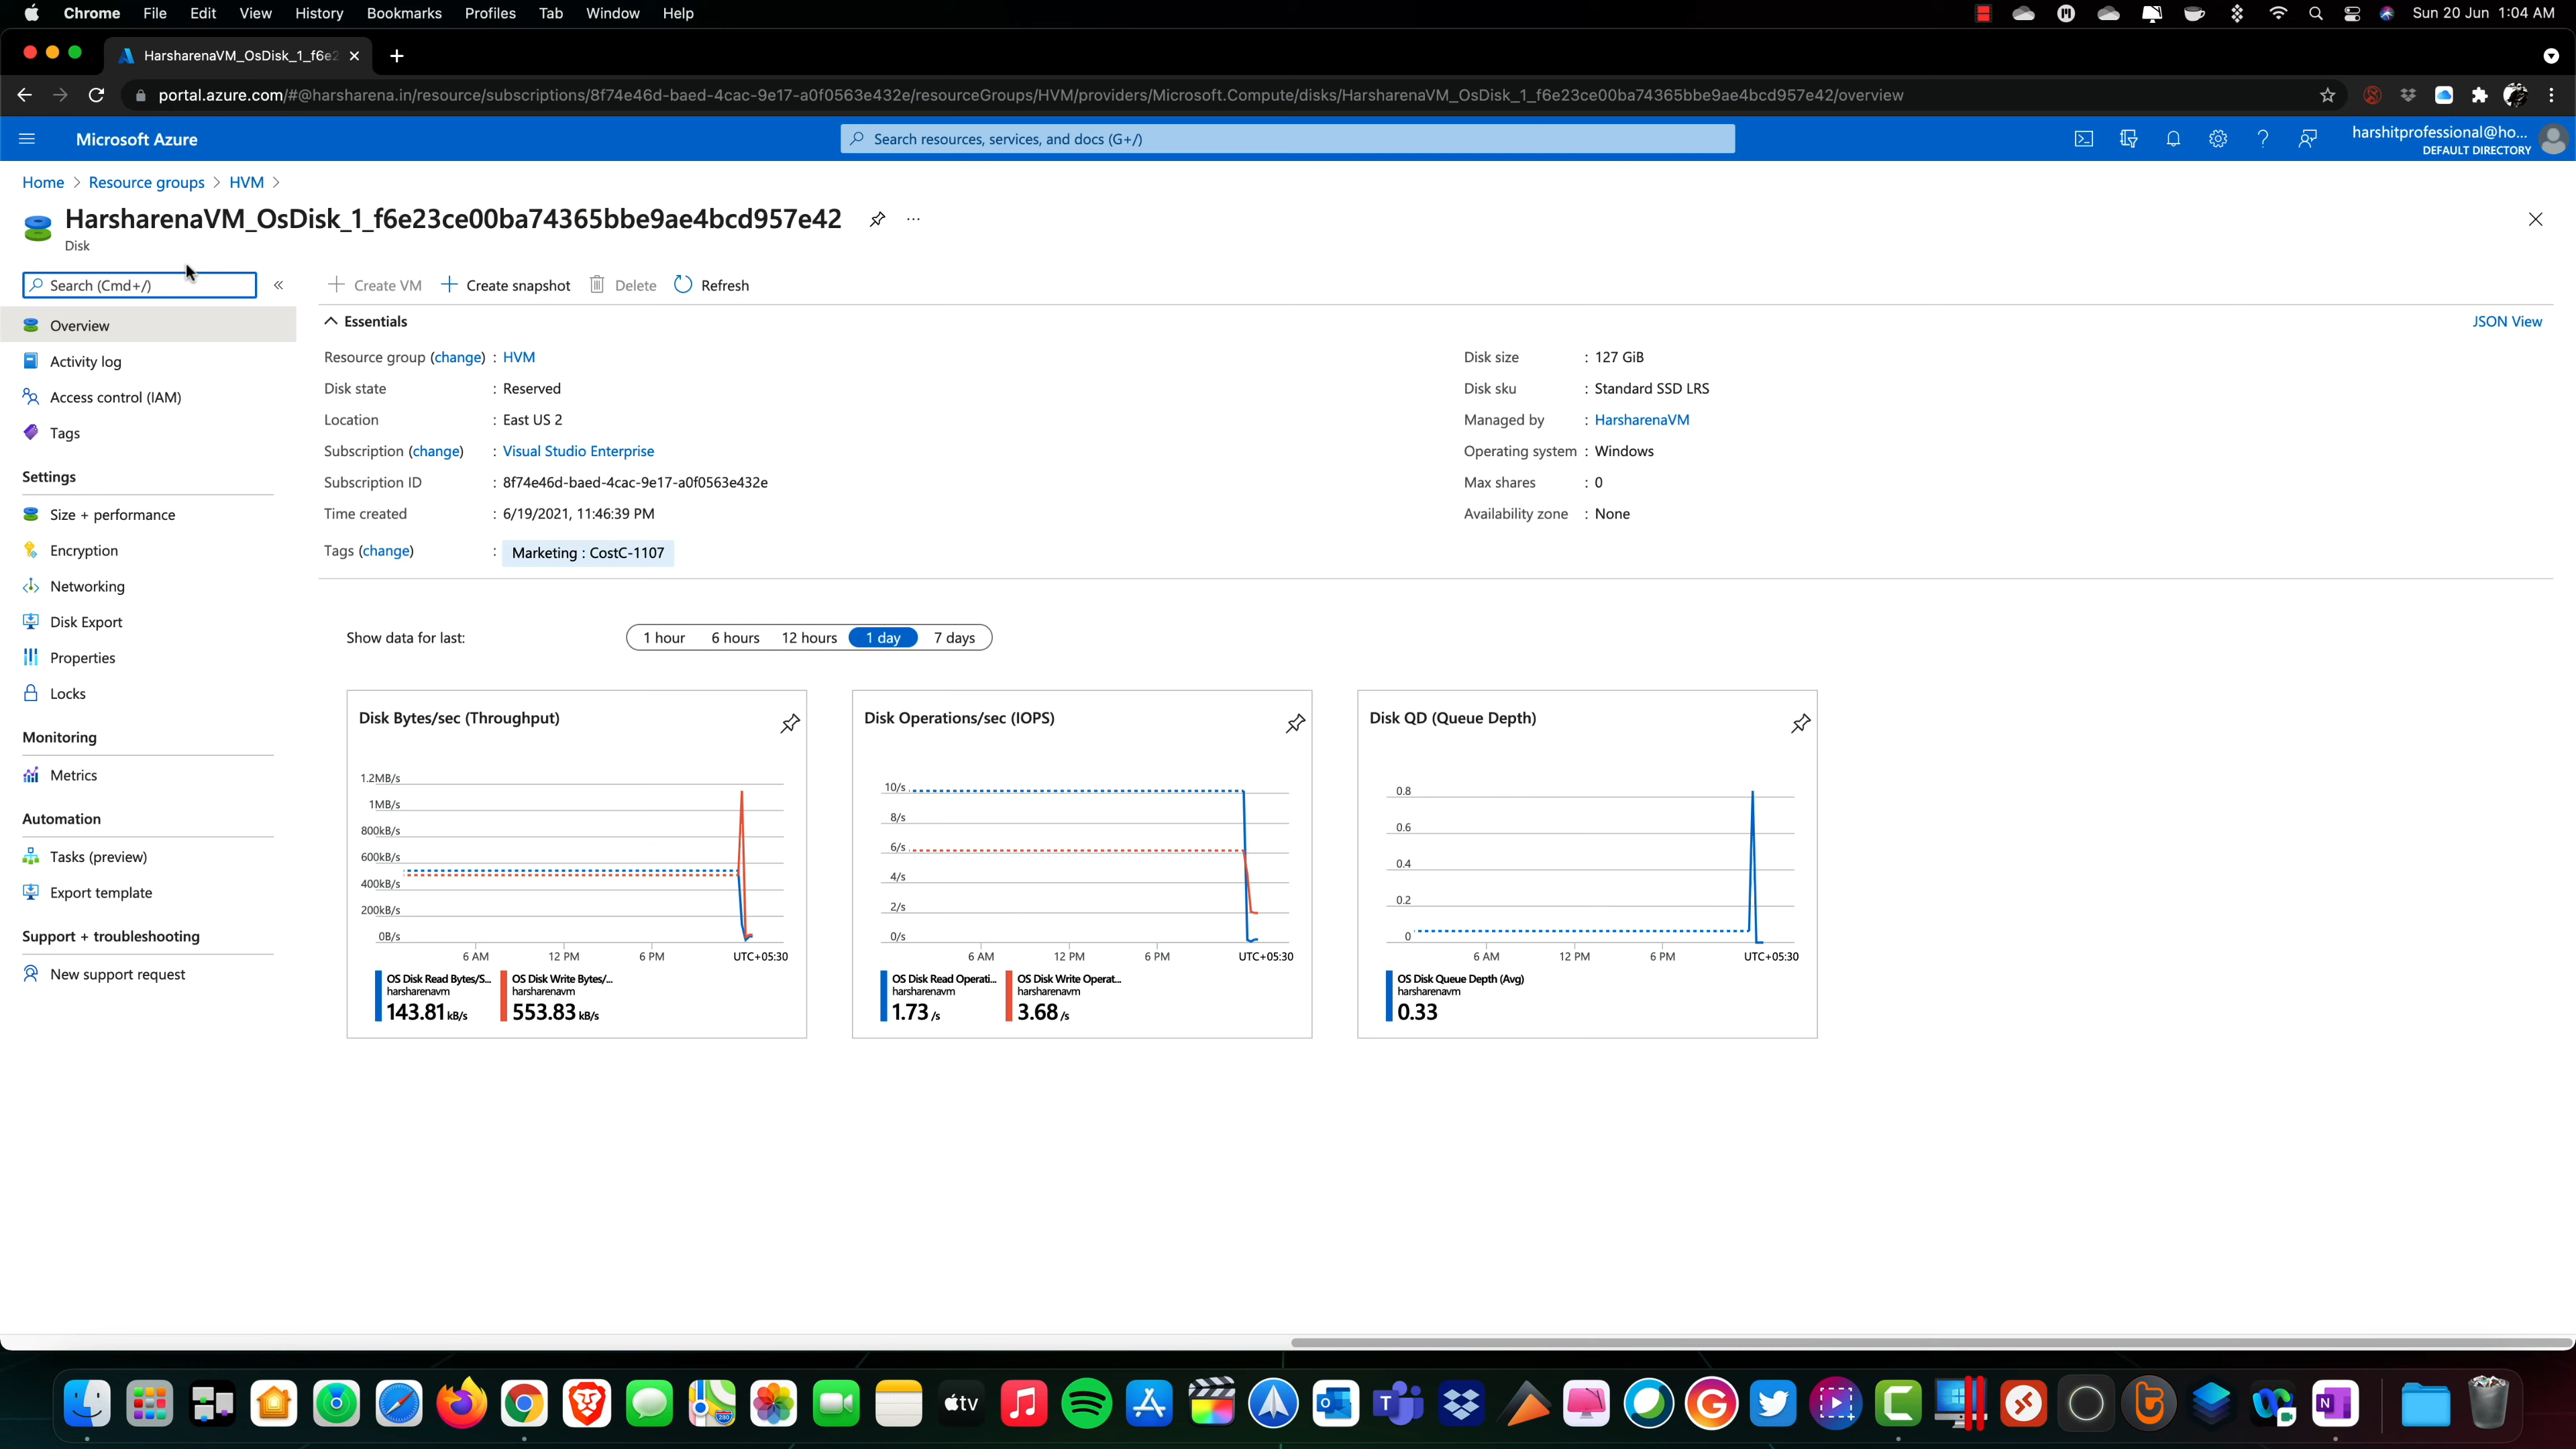 Chrome File Edit View History Bookmarks Profiles Tab Window Help
Sun 20 Jun 1:04 AM
HarsharenaVM_OsDisk_1_f6e2
portal.azure.com/#@harsharena.in/resource/subscriptions/8f74e46d-baed-4cac-9e17-a0f0563e432e/resourceGroups/HVM/providers/Microsoft.Compute/disks/HarsharenaVM_OsDisk_1_f6e23ce00ba74365bbe9ae4bcd957e42/overview
Microsoft Azure
Search resources, services, and docs (G+/)
harshitprofessional@ho...
DEFAULT DIRECTORY
Home > Resource groups > HVM >
HarsharenaVM_OsDisk_1_f6e23ce00ba74365bbe9ae4bcd957e42 ...
Disk
Search (Cmd+/)
«
Overview
Activity log
Access control (IAM)
Tags
Settings
Size + performance
Encryption
Networking
Disk Export
Properties
Locks
Monitoring
Metrics
Automation
Tasks (preview)
Export template
Support + troubleshooting
New support request
Create VM Create snapshot Delete Refresh
Essentials
JSON View
Resource group (change) : HVM
Disk state : Reserved
Location : East US 2
Subscription (change) : Visual Studio Enterprise
Subscription ID : 8f74e46d-baed-4cac-9e17-a0f0563e432e
Time created : 6/19/2021, 11:46:39 PM
Tags (change) : Marketing : CostC-1107
Disk size : 127 GiB
Disk sku : Standard SSD LRS
Managed by : HarsharenaVM
Operating system : Windows
Max shares : 0
Availability zone : None
Show data for last:
1 hour 6 hours 12 hours 1 day 7 days
Disk Bytes/sec (Throughput)
1.2MB/s
1MB/s
800kB/s
600kB/s
400kB/s
200kB/s
0B/s
6 AM 12 PM 6 PM UTC+05:30
OS Disk Read Bytes/S...
harsharenavm
143.81 kB/s
OS Disk Write Bytes/...
harsharenavm
553.83 kB/s
Disk Operations/sec (IOPS)
10/s
8/s
6/s
4/s
2/s
0/s
6 AM 12 PM 6 PM UTC+05:30
OS Disk Read Operati...
harsharenavm
1.73 /s
OS Disk Write Operat...
harsharenavm
3.68 /s
Disk QD (Queue Depth)
0.8
0.6
0.4
0.2
0
6 AM 12 PM 6 PM UTC+05:30
OS Disk Queue Depth (Avg)
harsharenavm
0.33
tv
280